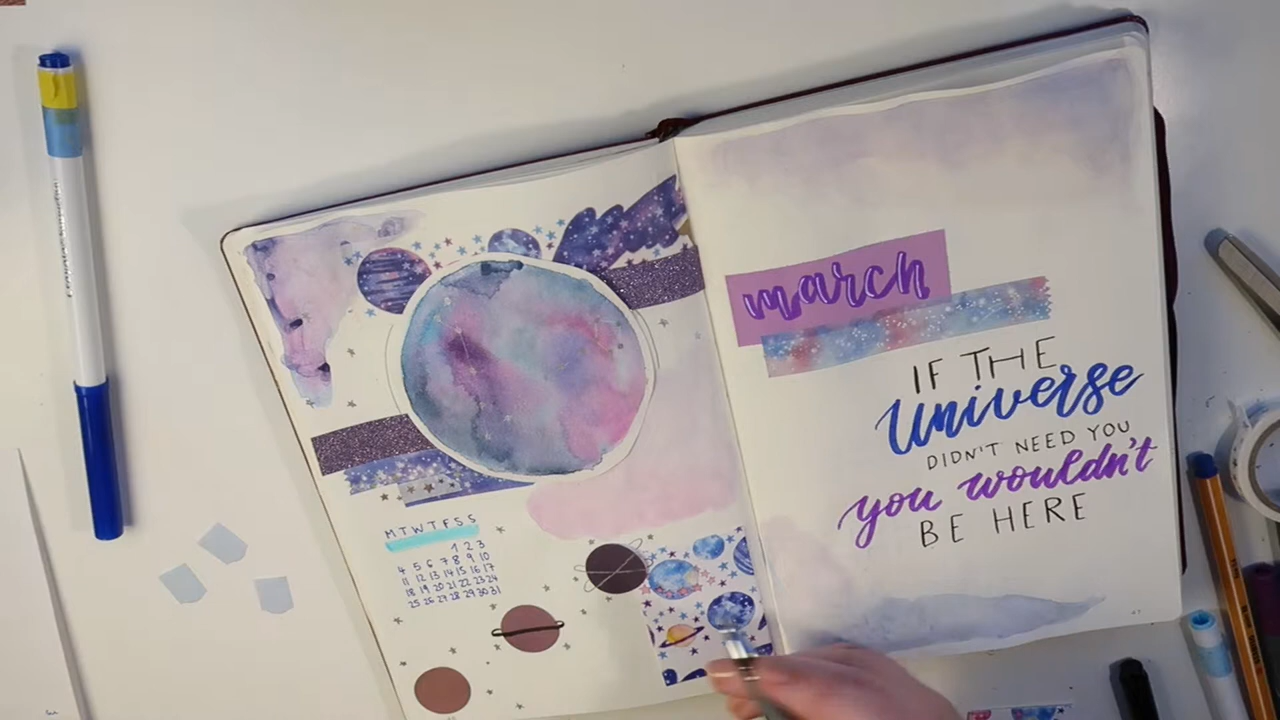 march
IF THE
universe
DIDN'T NEED YOU
you wouldn't
BE HERE
M T W T F S S
1 2 3
4 5 6 7 8 9 10
11 12 13 14 15 16 17
18 19 20 21 22 23 24
25 26 27 28 29 30 31